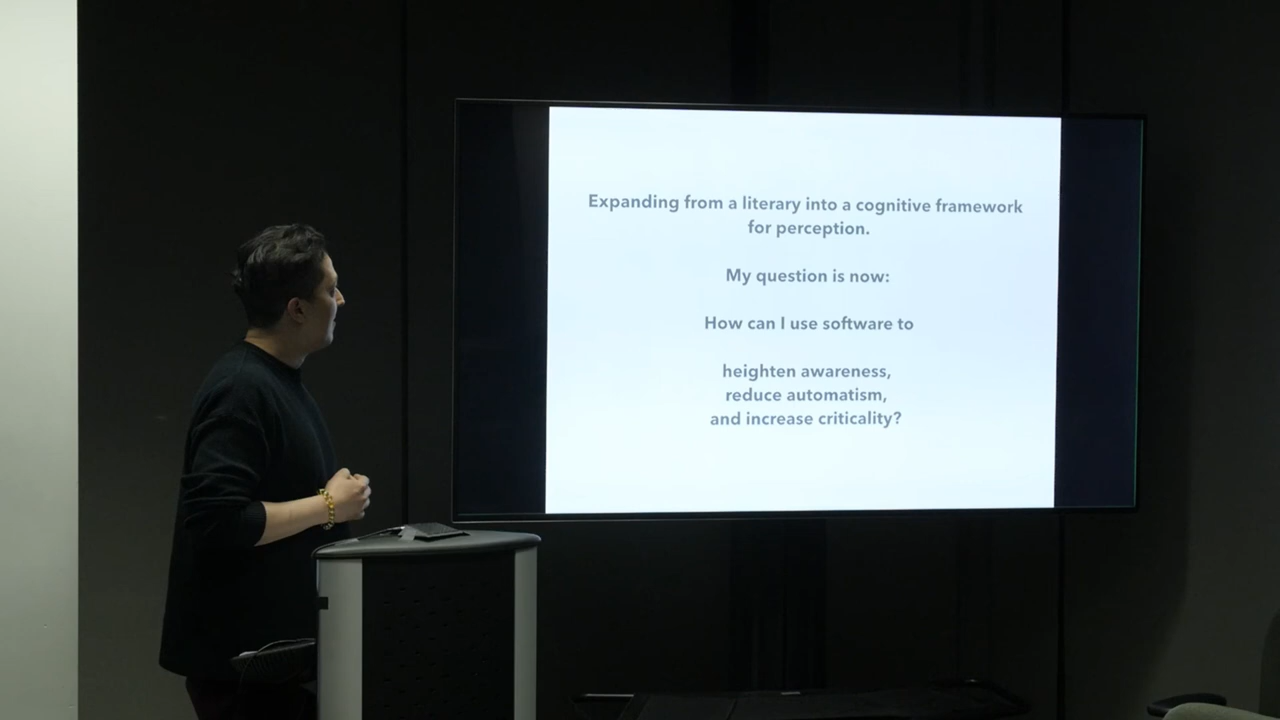 Expanding from a literary into a cognitive framework
for perception.
My question is now:
How can I use software to
heighten awareness,
reduce automatism,
and increase criticality?